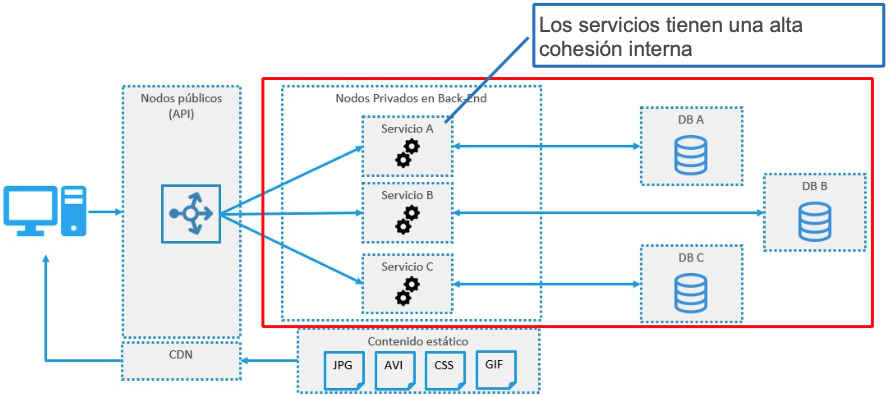 Los servicios tienen una alta
cohesión interna
Nodos públicos
(API)
Nodos Privados en Back-End
Servicio A
DB A
Servicio B
DB B
Servicio C
DB C
CDN
Contenido estático
JPG
AVI
CSS
GIF